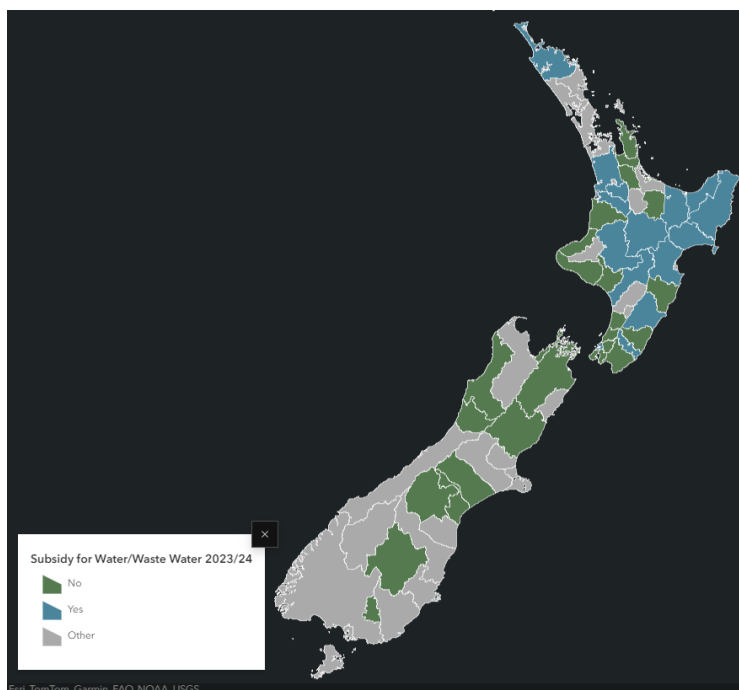 ×
Subsidy for Water/Waste Water 2023/24
No
Yes
Other
Esri, TomTom, Garmin, FAO, NOAA, USGS